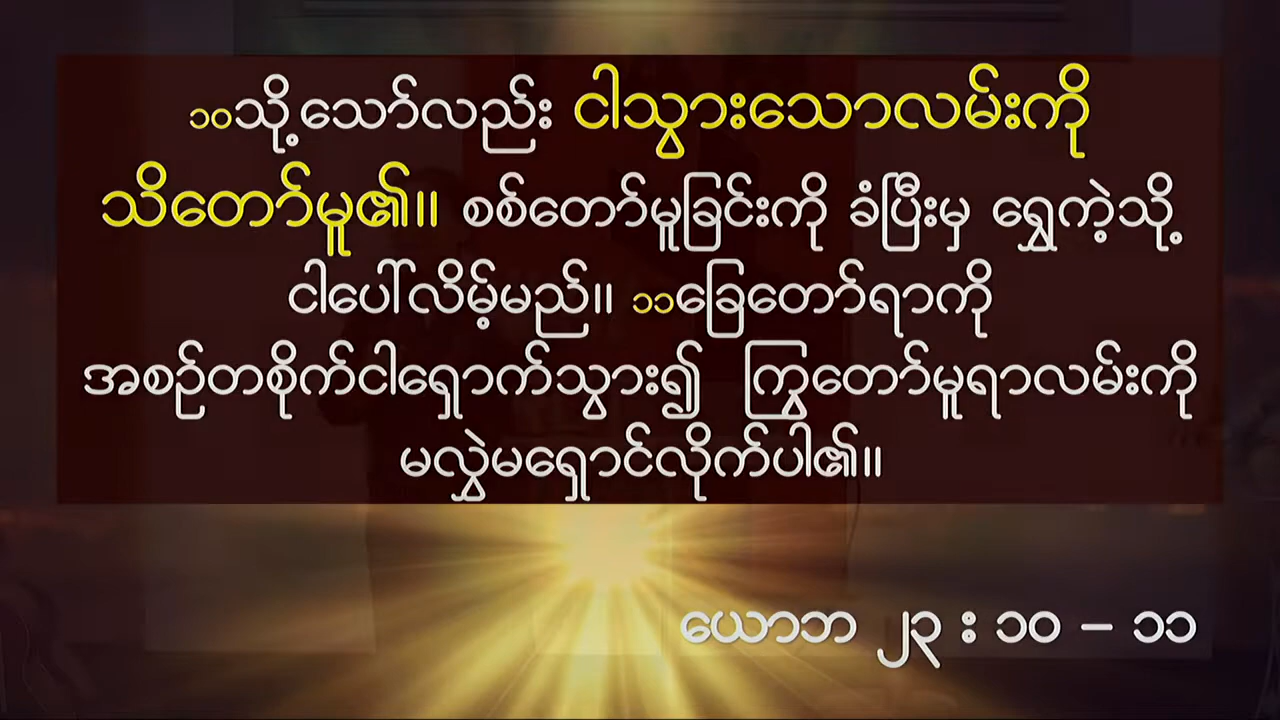 ၁၀သို့သော်လည်း ငါသွားသောလမ်းကို
သိတော်မူ၏။ စစ်တော်မူခြင်းကို ခံပြီးမှ ရွှေကဲ့သို့
ငါပေါ်လိမ့်မည်။ ၁၁ခြေတော်ရာကို
အစဉ်တစိုက်ငါရှောက်သွား၍ ကြွတော်မူရာလမ်းကို
မလွှဲမရှောင်လိုက်ပါ၏။
ယောဘ ၂၃ : ၁၀ – ၁၁